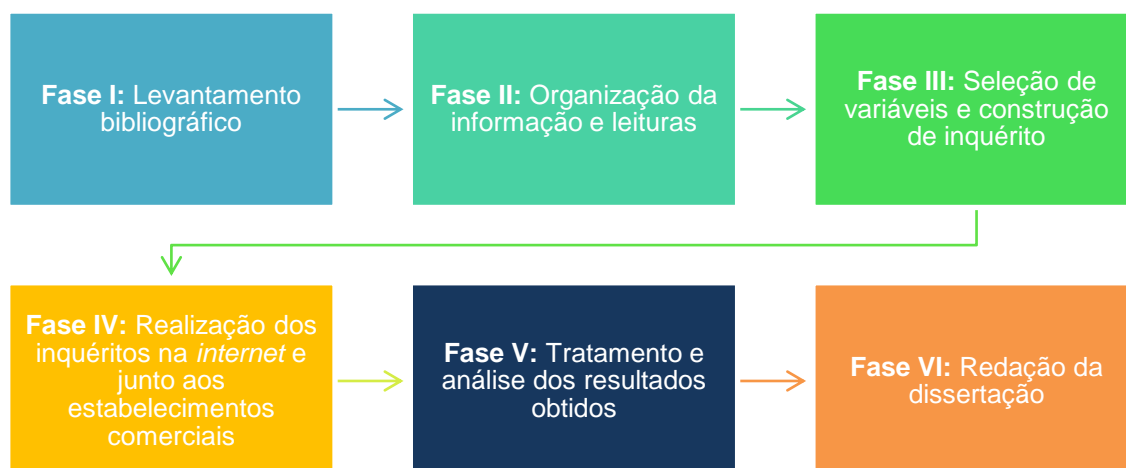 Fase I: Levantamento
bibliográfico
Fase II: Organização da
informação e leituras
Fase III: Seleção de
variáveis e construção
de inquérito
Fase IV: Realização dos
inquéritos na internet e
junto aos
estabelecimentos
comerciais
Fase V: Tratamento e
análise dos resultados
obtidos
Fase VI: Redação da
dissertação